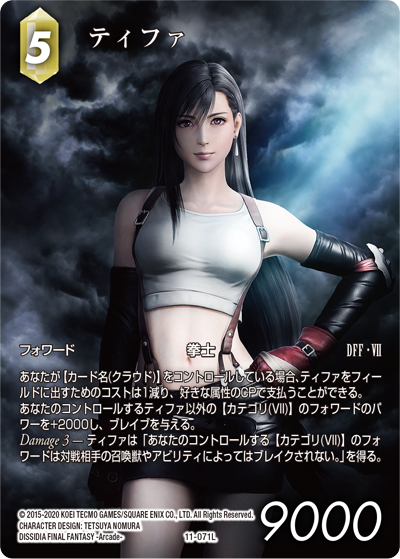 5
ティファ
フォワード 拳士 DFF・VII
あなたが【カード名(クラウド)】をコントロールしている場合、ティファをフィー
ルドに出すためのコストは1減り、好きな属性のCPで支払うことができる。
あなたのコントロールするティファ以外の【カテゴリ(VII)】のフォワードのパ
ワーを+2000し、ブレイブを与える。
Damage 3 — ティファは「あなたのコントロールする【カテゴリ(VII)】のフォ
ワードは対戦相手の召喚獣やアビリティによってはブレイクされない。」を得る。
© 2015-2020 KOEI TECMO GAMES/SQUARE ENIX CO., LTD. All Rights Reserved.
CHARACTER DESIGN: TETSUYA NOMURA
DISSIDIA FINAL FANTASY -Arcade-
11-071L
9000